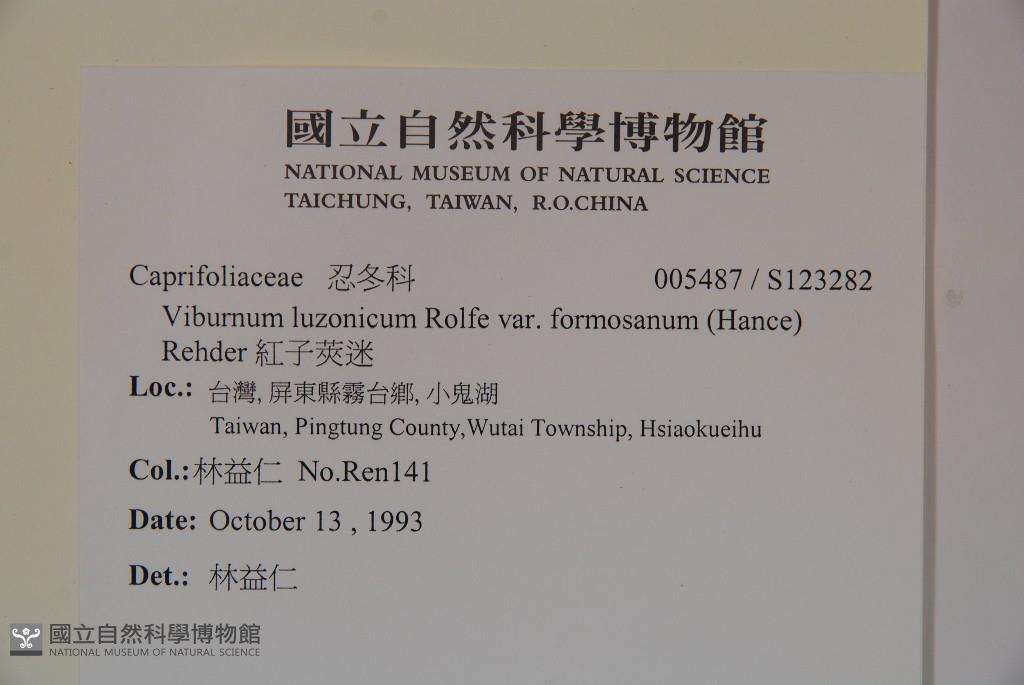 國立自然科學博物館
NATIONAL MUSEUM OF NATURAL SCIENCE
TAICHUNG, TAIWAN, R.O.CHINA
Caprifoliaceae 忍冬科 005487 / S123282
Viburnum luzonicum Rolfe var. formosanum (Hance)
Rehder 紅子莢迷
Loc.: 台灣, 屏東縣霧台鄉, 小鬼湖
Taiwan, Pingtung County,Wutai Township, Hsiaokueihu
Col.: 林益仁 No.Ren141
Date: October 13 , 1993
Det.: 林益仁
國立自然科學博物館
NATIONAL MUSEUM OF NATURAL SCIENCE